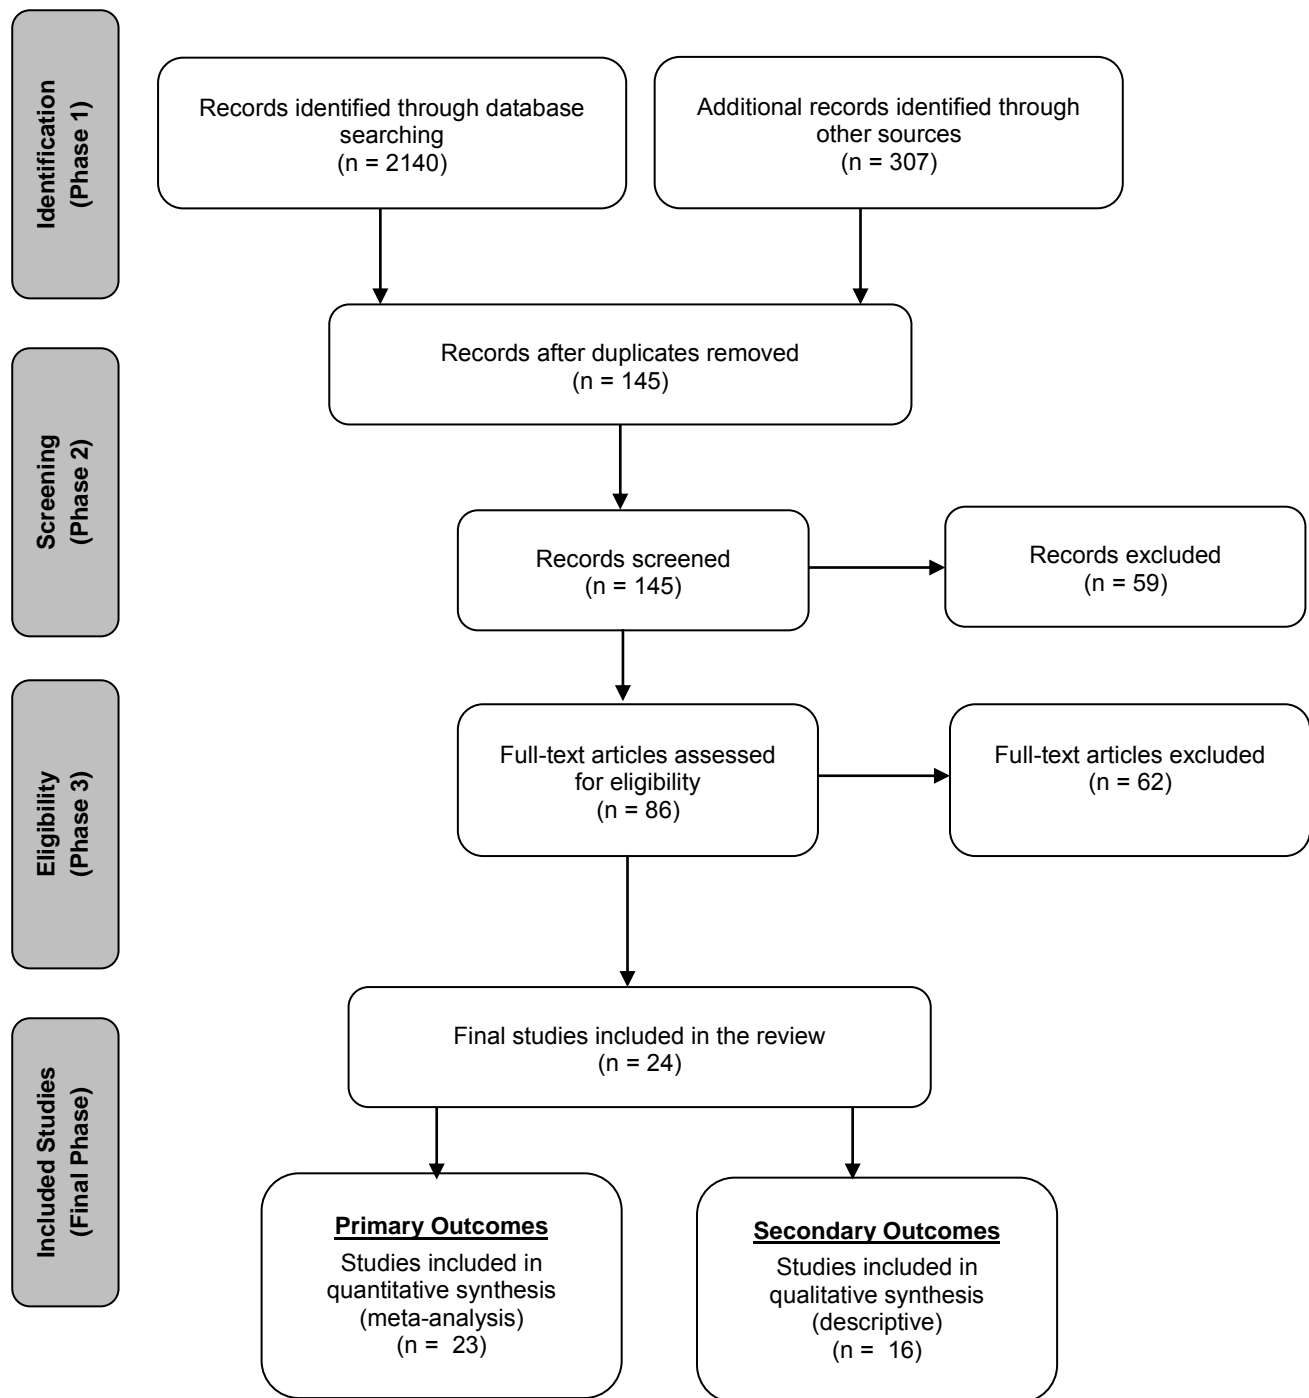 Identification
(Phase 1)
Records identified through database
searching
(n = 2140)
Additional records identified through
other sources
(n = 307)
Records after duplicates removed
(n = 145)
Screening
(Phase 2)
Records screened
(n = 145)
Records excluded
(n = 59)
Eligibility
(Phase 3)
Full-text articles assessed
for eligibility
(n = 86)
Full-text articles excluded
(n = 62)
Included Studies
(Final Phase)
Final studies included in the review
(n = 24)
Primary Outcomes
Studies included in
quantitative synthesis
(meta-analysis)
(n =  23)
Secondary Outcomes
Studies included in
qualitative synthesis
(descriptive)
(n =  16)